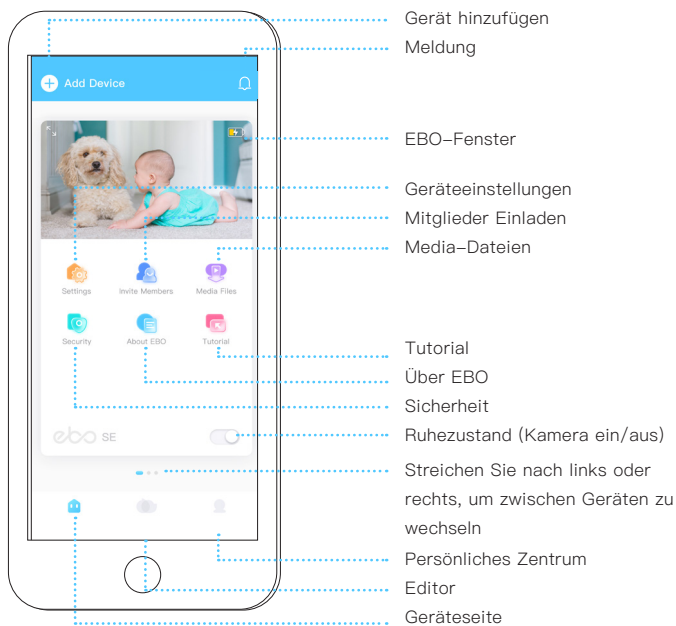 Gerät hinzufügen
Meldung
Add Device
EBO-Fenster
Geräteeinstellungen
Mitglieder Einladen
Media-Dateien
Settings
Invite Members
Media Files
Security
About EBO
Tutorial
Tutorial
Über EBO
Sicherheit
ebo SE
Ruhezustand (Kamera ein/aus)
Streichen Sie nach links oder
rechts, um zwischen Geräten zu
wechseln
Persönliches Zentrum
Editor
Geräteseite